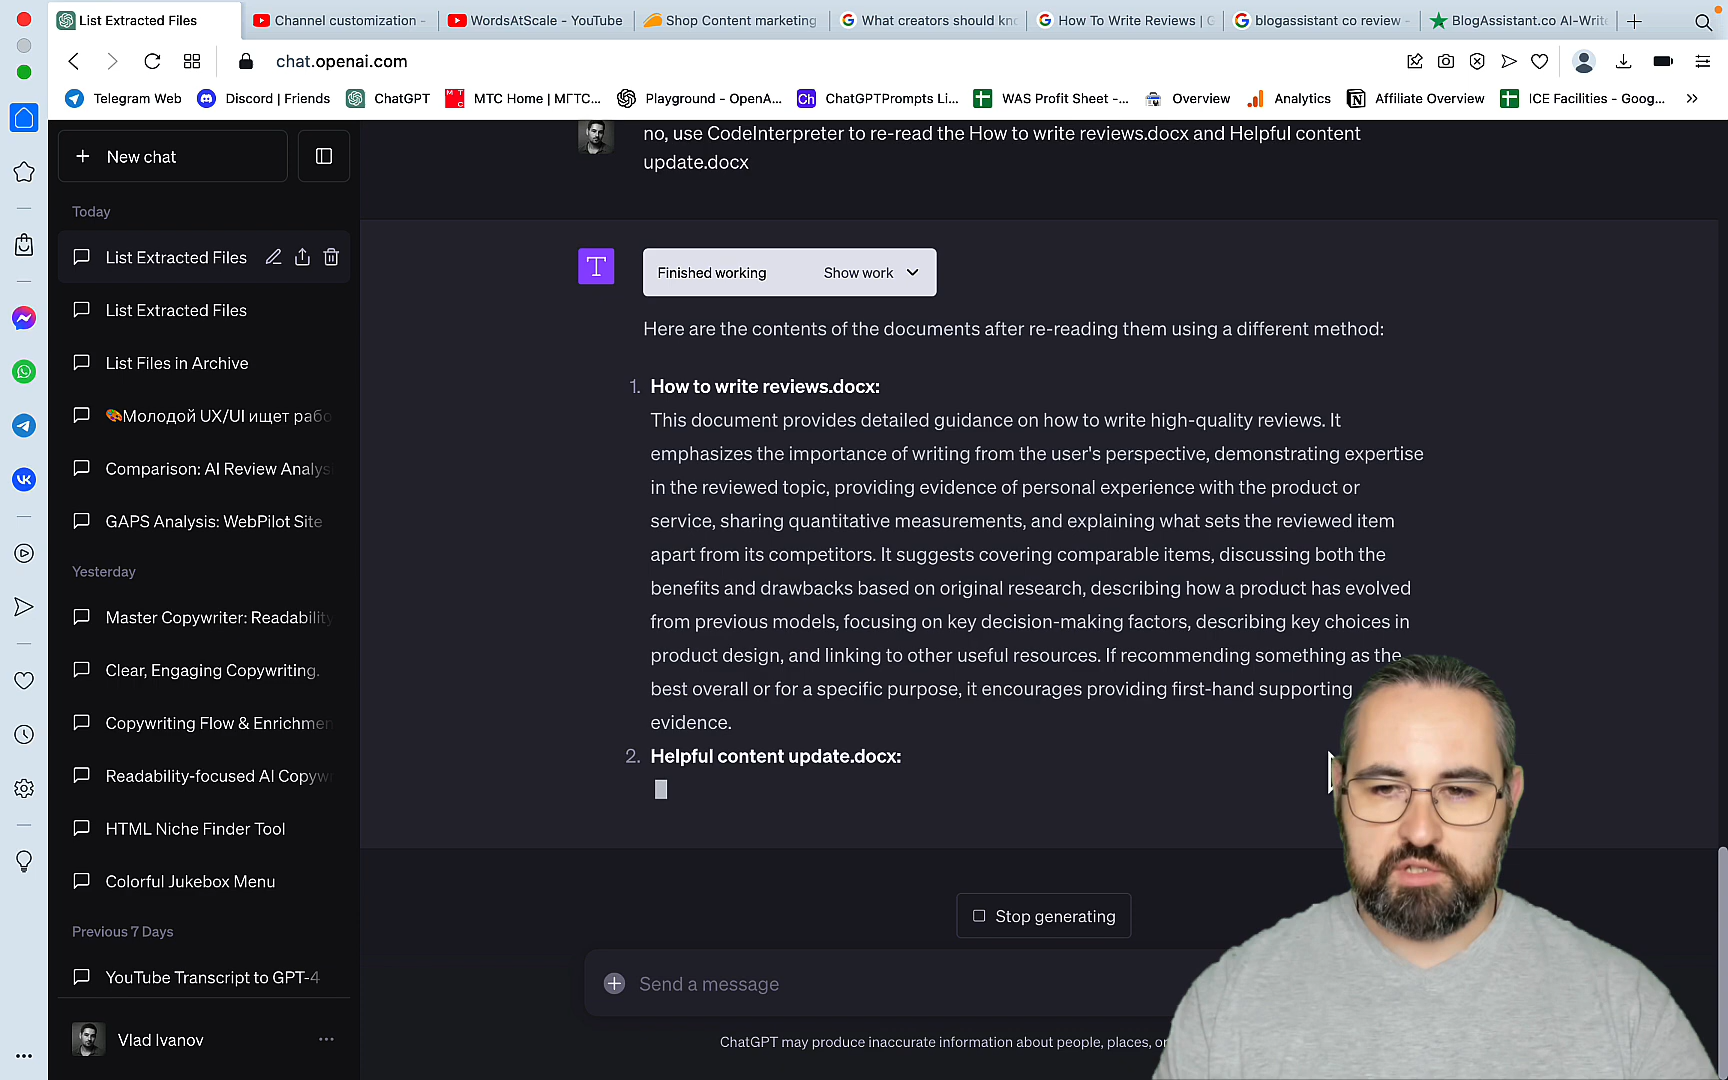 List Extracted Files
Channel customization -
WordsAtScale - YouTube
Shop Content marketing
What creators should kno
How To Write Reviews | G
blogassistant co review -
BlogAssistant.co AI-Write
chat.openai.com
Telegram Web
Discord | Friends
ChatGPT
МТС Home | МГТС...
Playground - OpenA...
Ch ChatGPTPrompts Li...
WAS Profit Sheet -...
Overview
Analytics
Affiliate Overview
ICE Facilities - Goog...
New chat
Today
List Extracted Files
List Extracted Files
List Files in Archive
Молодой UX/UI ищет рабо
Comparison: AI Review Analys
GAPS Analysis: WebPilot Site
Yesterday
Master Copywriter: Readability
Clear, Engaging Copywriting.
Copywriting Flow & Enrichmen
Readability-focused AI Copyw
HTML Niche Finder Tool
Colorful Jukebox Menu
Previous 7 Days
YouTube Transcript to GPT-4
Vlad Ivanov
no, use CodeInterpreter to re-read the How to write reviews.docx and Helpful content
update.docx
T
Finished working Show work
Here are the contents of the documents after re-reading them using a different method:
1. How to write reviews.docx:
This document provides detailed guidance on how to write high-quality reviews. It
emphasizes the importance of writing from the user's perspective, demonstrating expertise
in the reviewed topic, providing evidence of personal experience with the product or
service, sharing quantitative measurements, and explaining what sets the reviewed item
apart from its competitors. It suggests covering comparable items, discussing both the
benefits and drawbacks based on original research, describing how a product has evolved
from previous models, focusing on key decision-making factors, describing key choices in
product design, and linking to other useful resources. If recommending something as the
best overall or for a specific purpose, it encourages providing first-hand supporting
evidence.
2. Helpful content update.docx:
Stop generating
Send a message
ChatGPT may produce inaccurate information about people, places, or